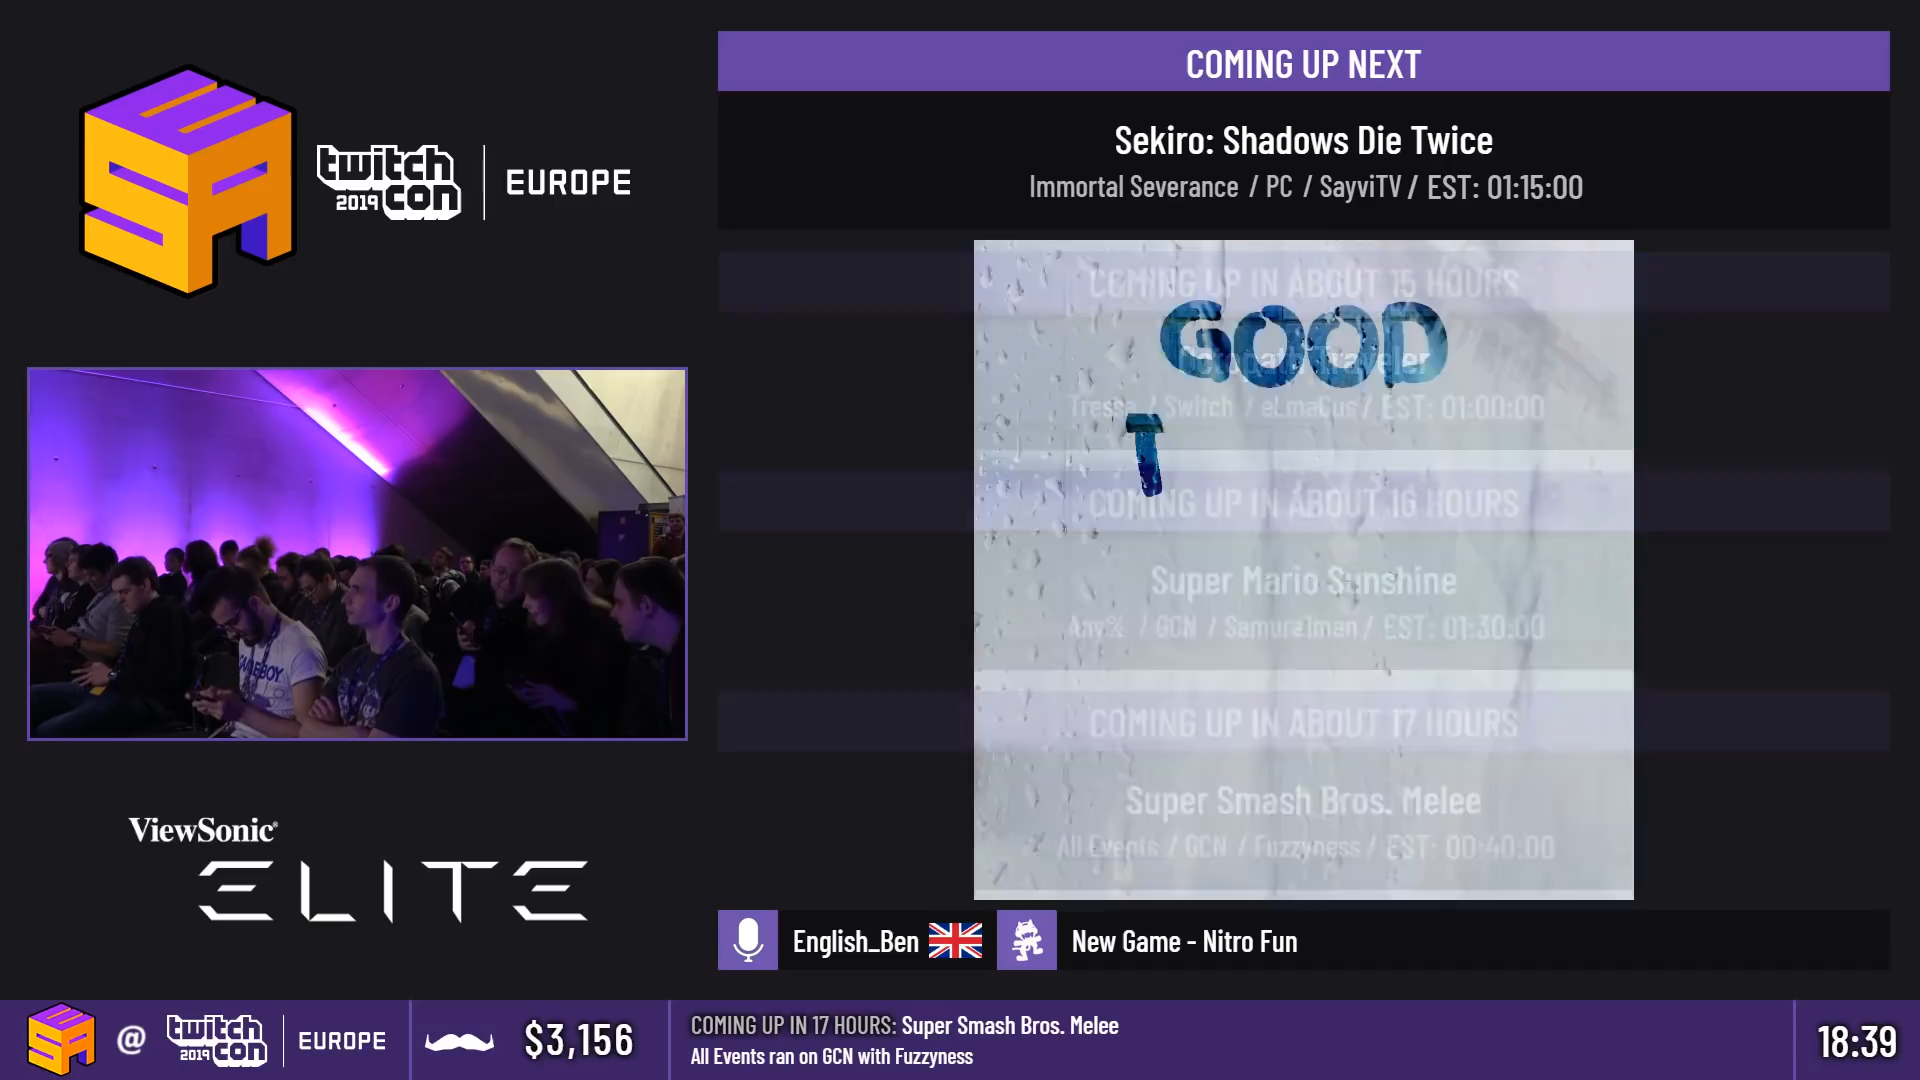 COMING UP NEXT
Sekiro: Shadows Die Twice
Immortal Severance / PC / SayviTV / EST: 01:15:00
twitch
2019 con
EUROPE
COMING UP IN ABOUT 15 HOURS
GOOD
Octopath Traveler
Tressa / Switch / eLmaGus / EST: 01:00:00
T
COMING UP IN ABOUT 16 HOURS
Super Mario Sunshine
Any% / GCN / Samura1man / EST: 01:30:00
COMING UP IN ABOUT 17 HOURS
Super Smash Bros. Melee
All Events / GCN / Fuzzyness / EST: 00:40:00
ViewSonic®
ELITE
English_Ben
New Game - Nitro Fun
ESA @ twitch
2019 con
EUROPE
$3,156
COMING UP IN 17 HOURS: Super Smash Bros. Melee
All Events ran on GCN with Fuzzyness
18:39